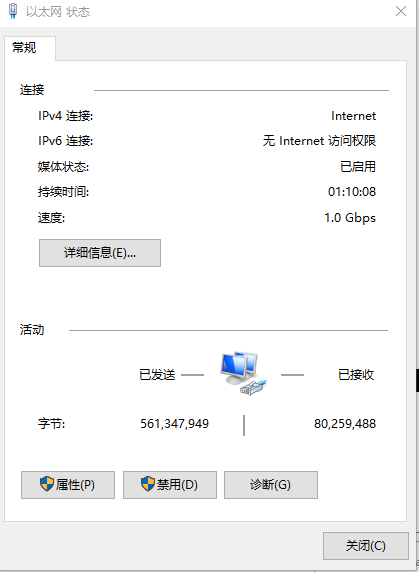 以太网 状态
常规
连接
IPv4 连接: Internet
IPv6 连接: 无 Internet 访问权限
媒体状态: 已启用
持续时间: 01:10:08
速度: 1.0 Gbps
详细信息(E)...
活动
已发送 已接收
字节: 561,347,949 80,259,488
属性(P) 禁用(D) 诊断(G)
关闭(C)